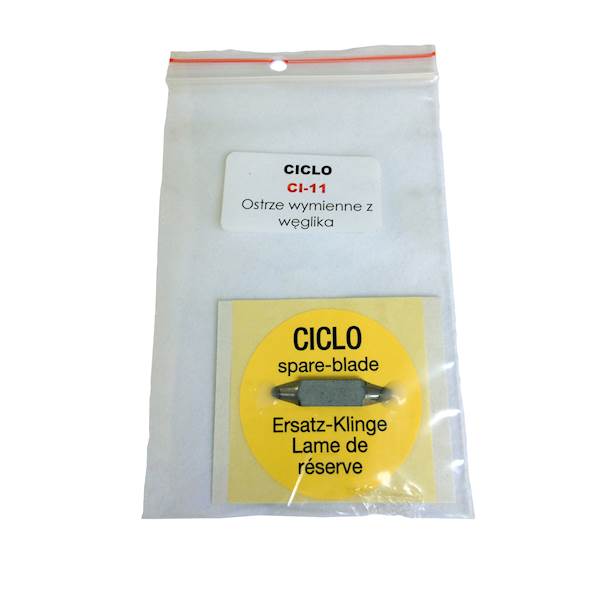 CICLO
CI-11
Ostrze wymienne z
węglika
CICLO
spare-blade
Ersatz-Klinge
Lame de
réserve